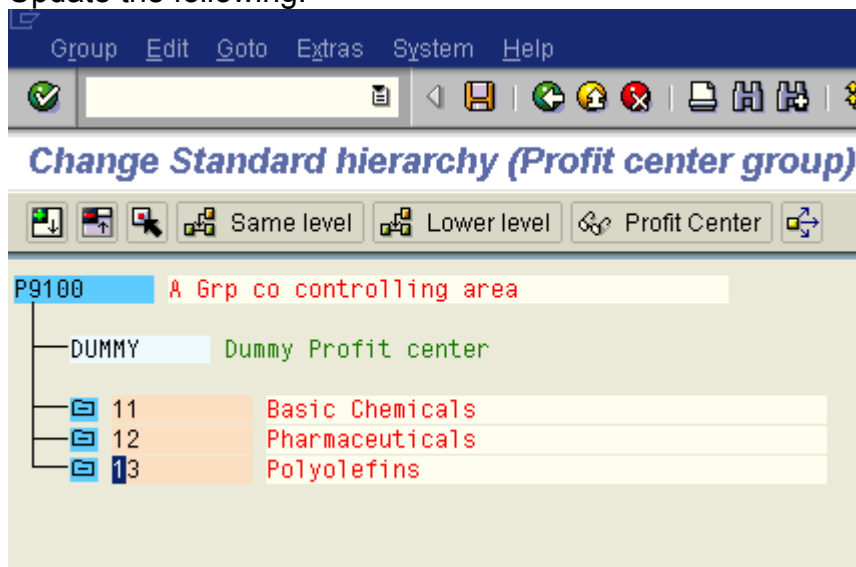 Update the following:
Group Edit Goto Extras System Help
Change Standard hierarchy (Profit center group)
Same level Lower level Profit Center
P9100 A Grp co controlling area
DUMMY Dummy Profit center
11 Basic Chemicals
12 Pharmaceuticals
13 Polyolefins